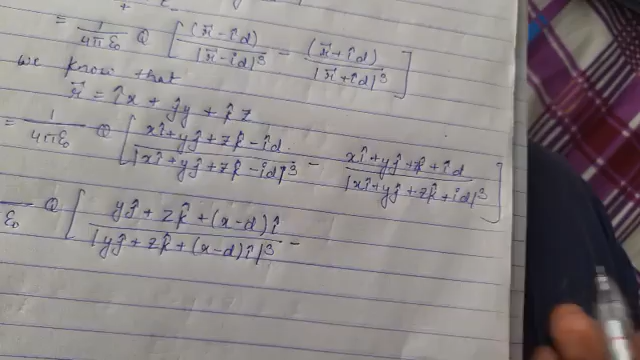 = 1/4πε₀ Q [ (r⃗ - îd)/|r⃗ - îd|³ - (r⃗ + îd)/|r⃗ + îd|³ ]
we know that
r⃗ = îx + ĵy + k̂z
= 1/4πε₀ Q [ xî + yĵ + zk̂ - îd/|xî + yĵ + zk̂ - îd|³ - xî + yĵ + zk̂ + îd/|xî + yĵ + zk̂ + îd|³ ]
ε₀ Q [ yĵ + zk̂ + (x-d)î/|yĵ + zk̂ + (x-d)î|³ -